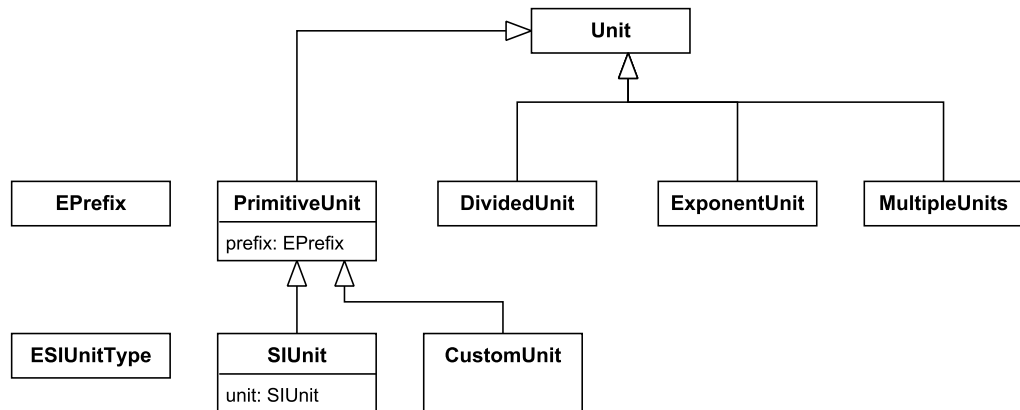 Unit
EPrefix
PrimitiveUnit
prefix: EPrefix
DividedUnit
ExponentUnit
MultipleUnits
ESIUnitType
SIUnit
unit: SIUnit
CustomUnit